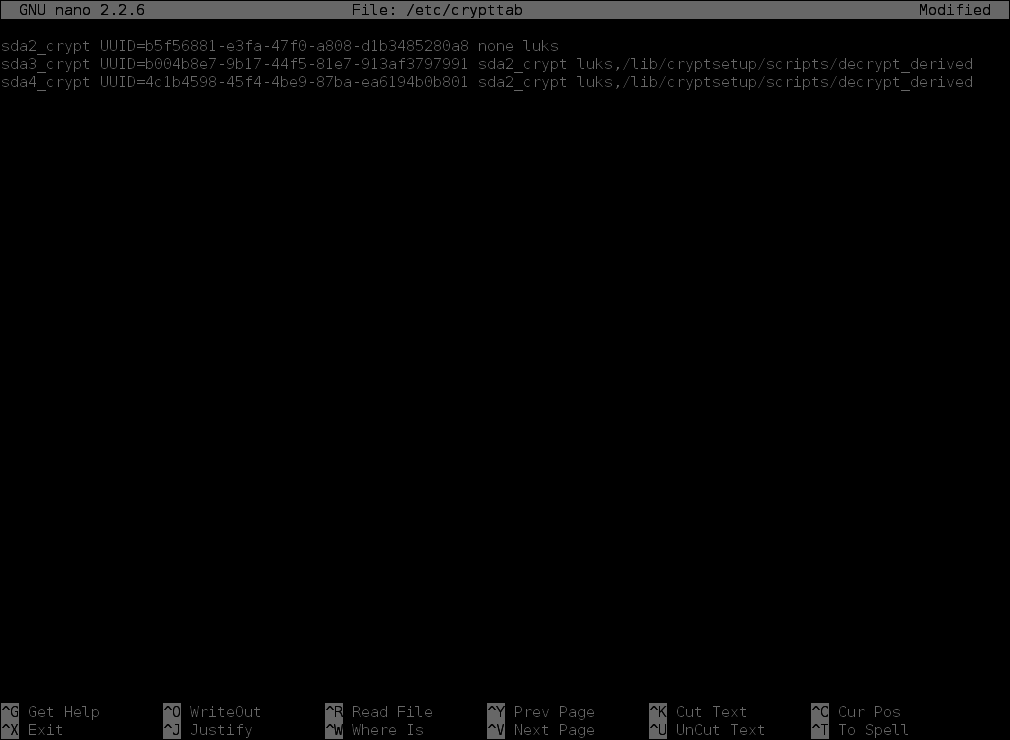 GNU nano 2.2.6 File: /etc/crypttab Modified
sda2_crypt UUID=b5f56881-e3fa-47f0-a808-d1b3485280a8 none luks
sda3_crypt UUID=b004b8e7-9b17-44f5-81e7-913af3797991 sda2_crypt luks,/lib/cryptsetup/scripts/decrypt_derived
sda4_crypt UUID=4c1b4598-45f4-4be9-87ba-ea6194b0b801 sda2_crypt luks,/lib/cryptsetup/scripts/decrypt_derived
^G Get Help ^O WriteOut ^R Read File ^Y Prev Page ^K Cut Text ^C Cur Pos
^X Exit ^J Justify ^W Where Is ^V Next Page ^U UnCut Text ^T To Spell